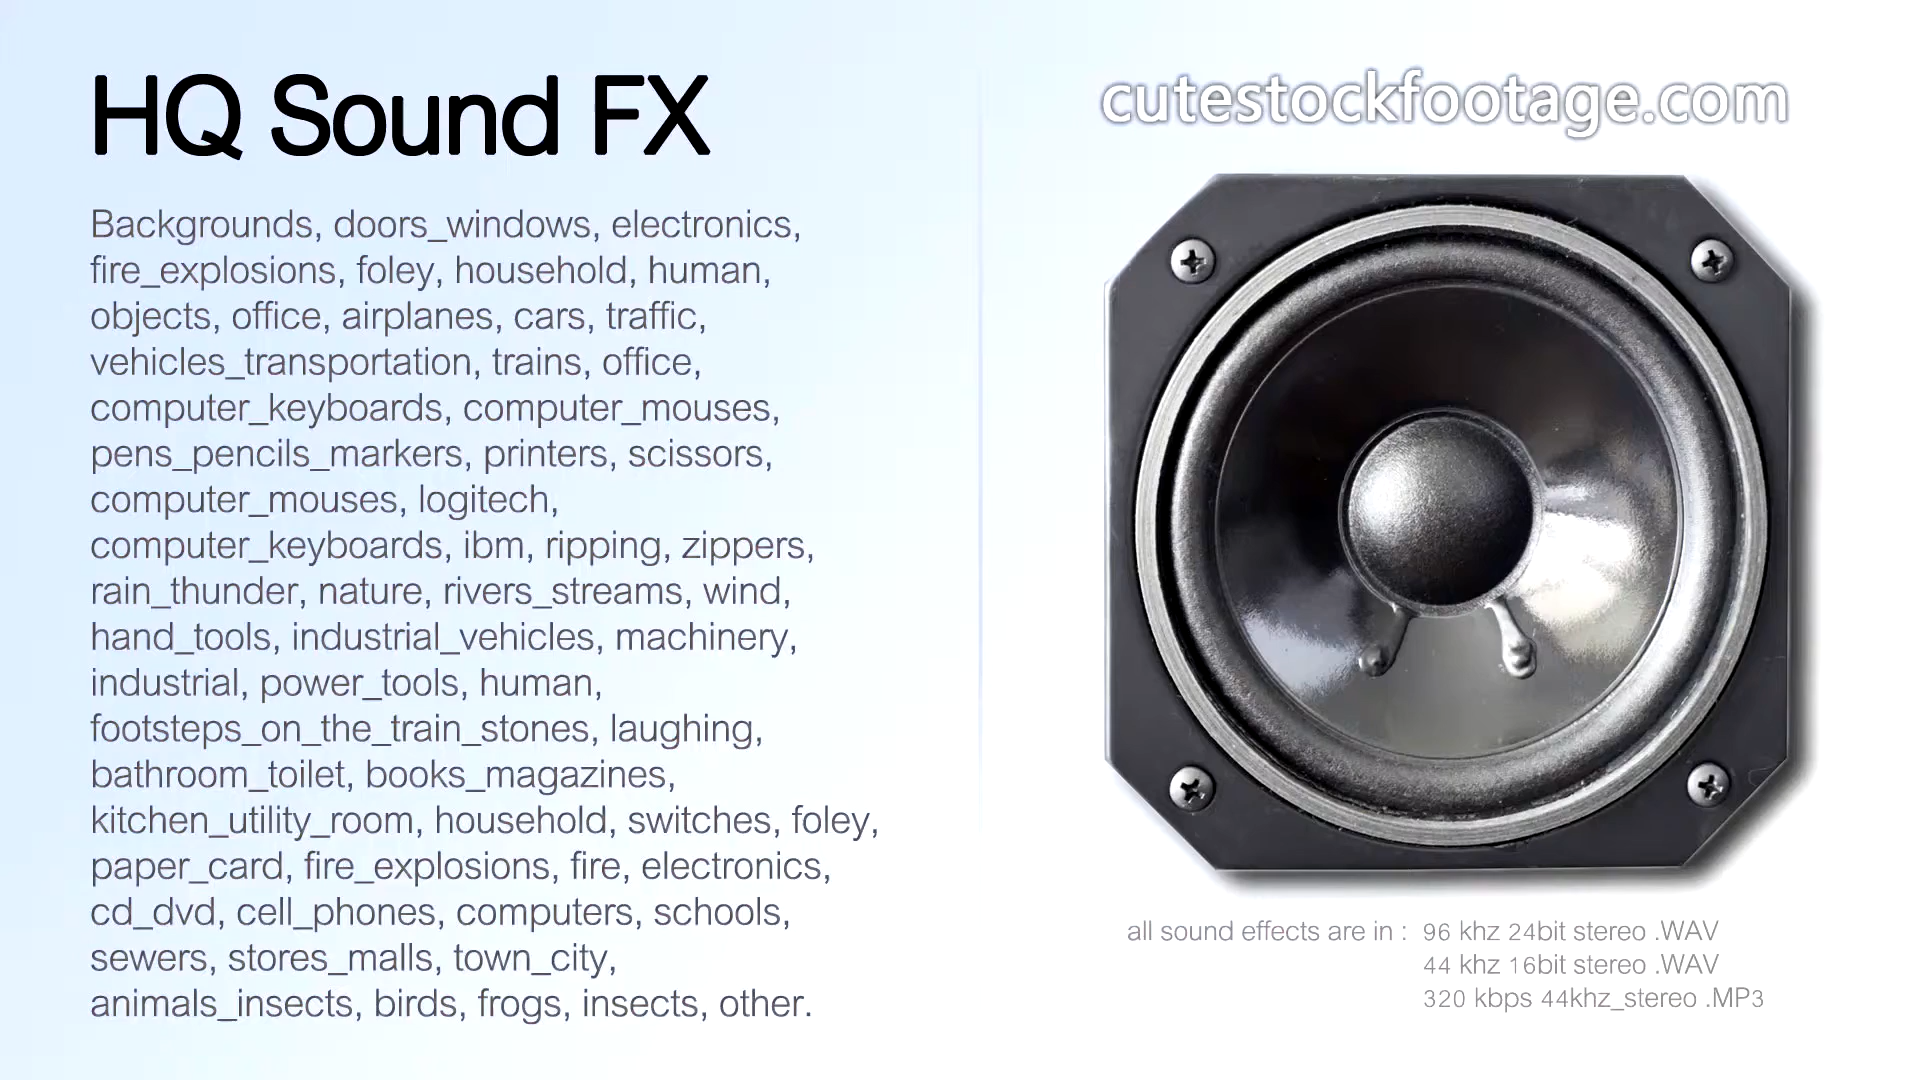 HQ Sound FX
Backgrounds, doors_windows, electronics,
fire_explosions, foley, household, human,
objects, office, airplanes, cars, traffic,
vehicles_transportation, trains, office,
computer_keyboards, computer_mouses,
pens_pencils_markers, printers, scissors,
computer_mouses, logitech,
computer_keyboards, ibm, ripping, zippers,
rain_thunder, nature, rivers_streams, wind,
hand_tools, industrial_vehicles, machinery,
industrial, power_tools, human,
footsteps_on_the_train_stones, laughing,
bathroom_toilet, books_magazines,
kitchen_utility_room, household, switches, foley,
paper_card, fire_explosions, fire, electronics,
cd_dvd, cell_phones, computers, schools,
sewers, stores_malls, town_city,
animals_insects, birds, frogs, insects, other.
cutestockfootage.com
all sound effects are in : 96 khz 24bit stereo .WAV
44 khz 16bit stereo .WAV
320 kbps 44khz_stereo .MP3